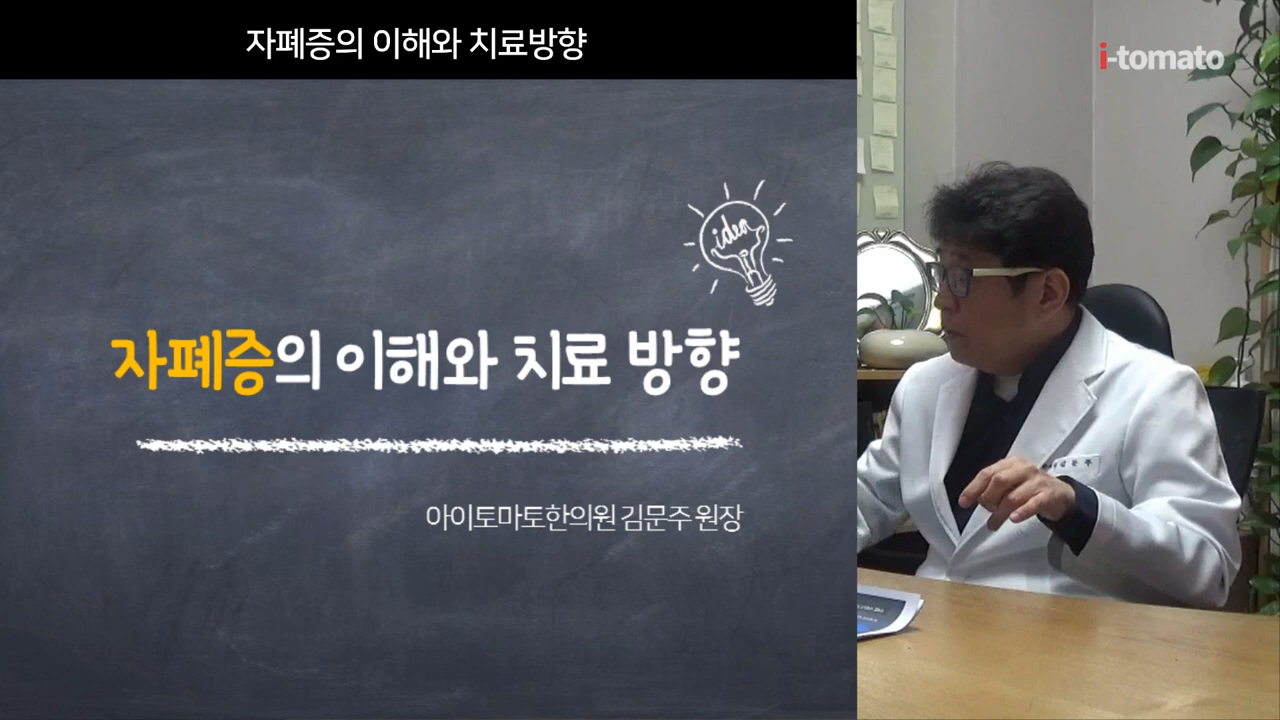 자폐증의 이해와 치료방향
i-tomato
idea
자폐증의 이해와 치료 방향
아이토마토한의원 김문주 원장